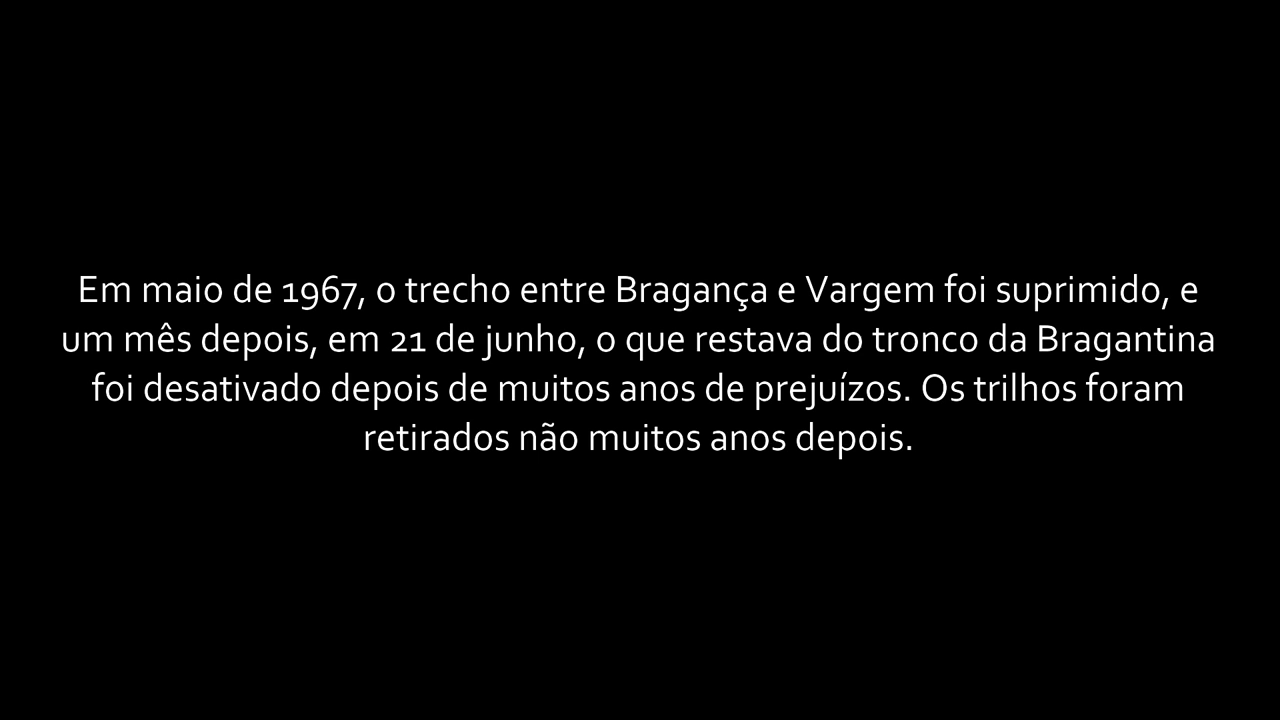 Em maio de 1967, o trecho entre Bragança e Vargem foi suprimido, e
um mês depois, em 21 de junho, o que restava do tronco da Bragantina
foi desativado depois de muitos anos de prejuízos. Os trilhos foram
retirados não muitos anos depois.